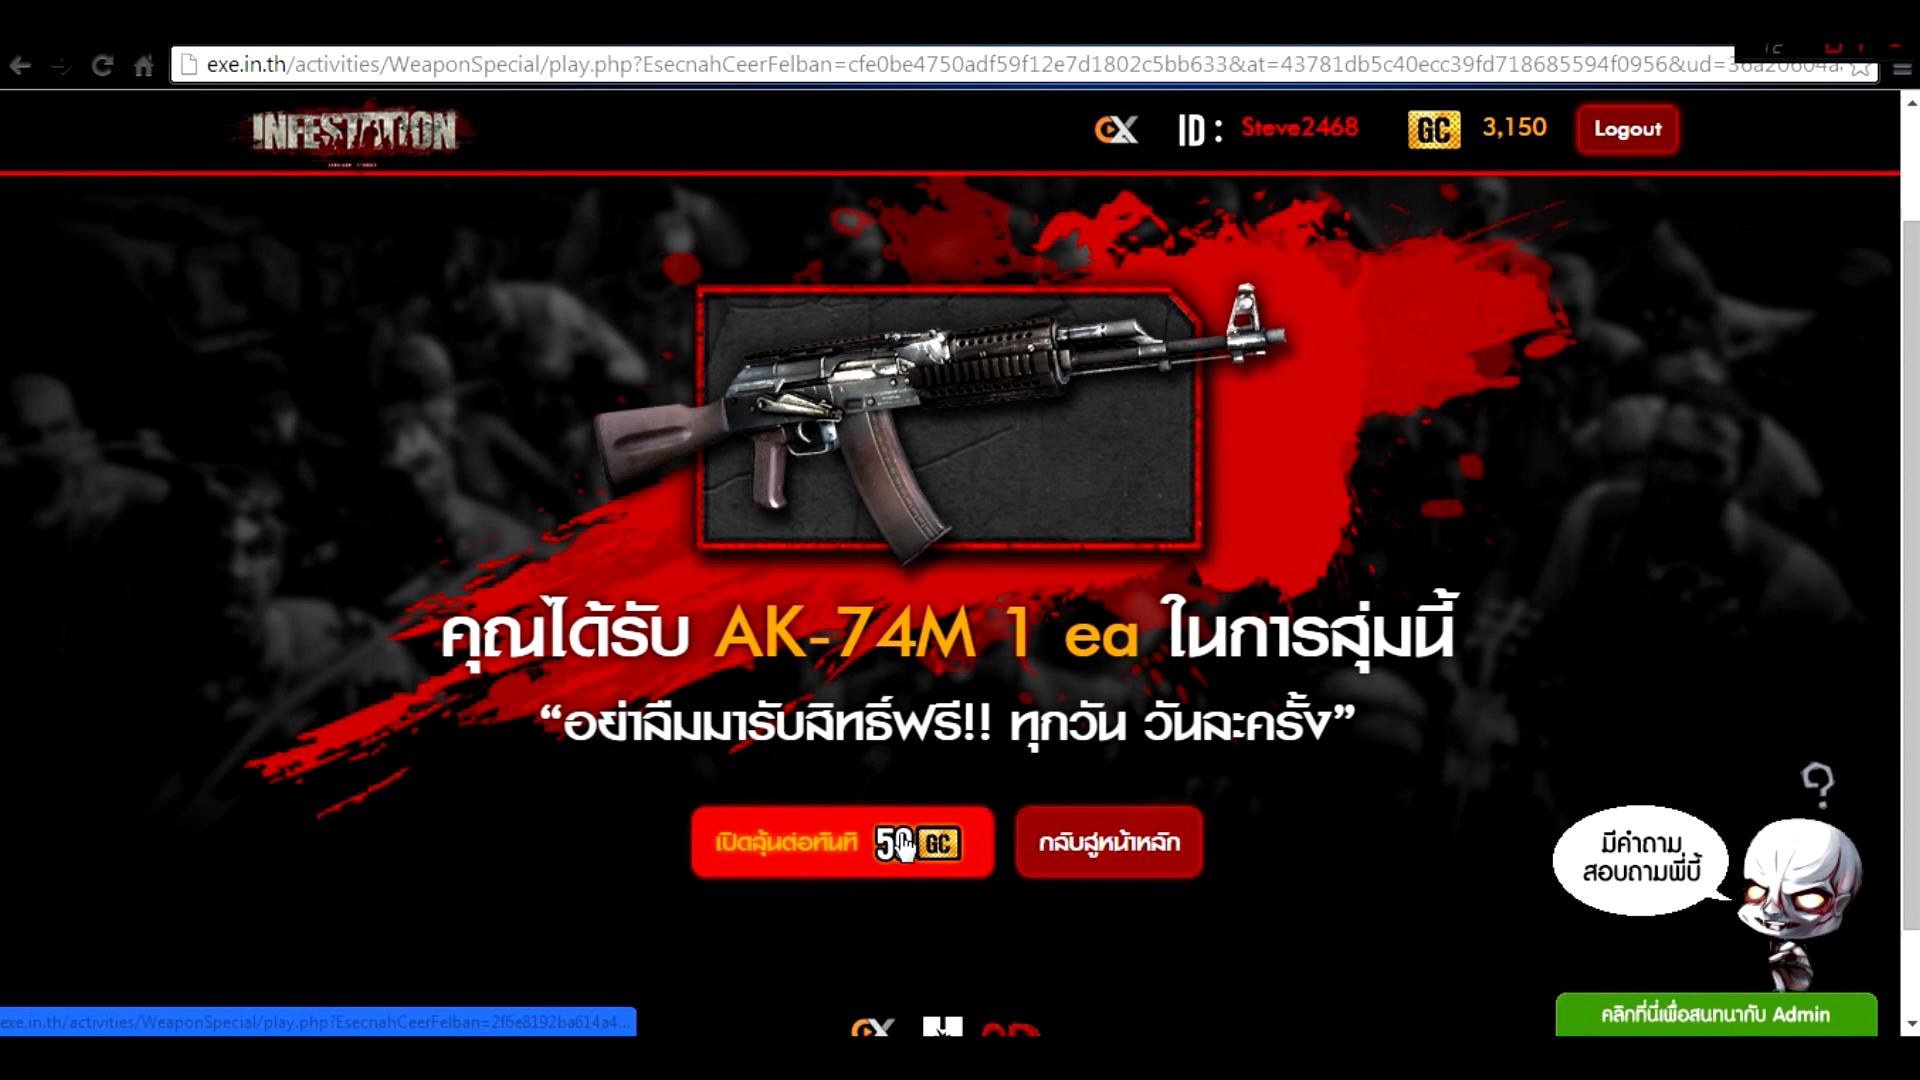 exe.in.th/activities/WeaponSpecial/play.php?EsecnahCeerFelban=cfe0be4750adf59f12e7d1802c5bb633&at=43781db5c40ecc39fd718685594f0956&ud=36a20604a
INFESTATION
ID : Steve2468
GC 3,150
Logout
คุณได้รับ AK-74M 1 ea ในการสุ่มนี้
“อย่าลืมมารับสิทธิ์ฟรี!! ทุกวัน วันละครั้ง”
เปิดลุ้นต่อทันที 50 GC
กลับสู่หน้าหลัก
มีคำถาม
สอบถามพี่บี้
คลิกที่นี่เพื่อสนทนากับ Admin
exe.in.th/activities/WeaponSpecial/play.php?EsecnahCeerFelban=2f6e8192ba614a4...